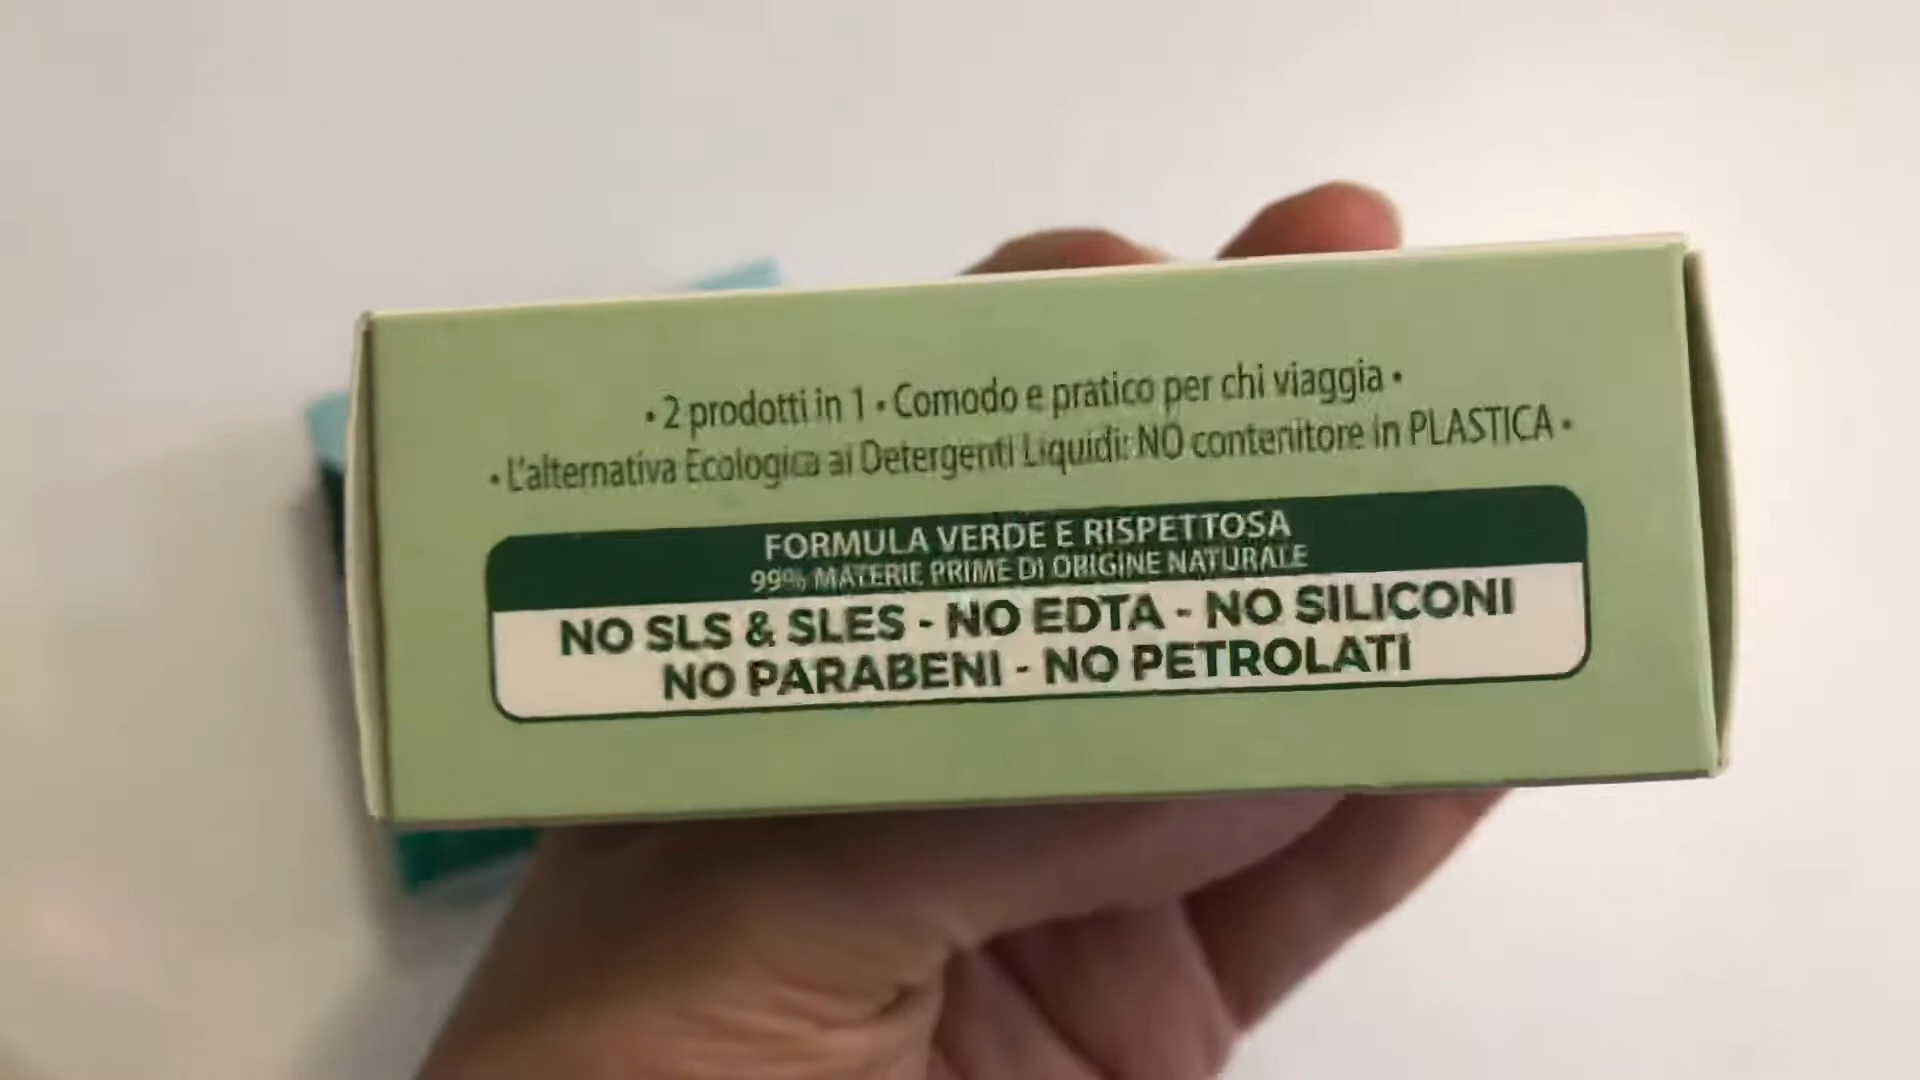 • 2 prodotti in 1 • Comodo e pratico per chi viaggia •
• L'alternativa Ecologica ai Detergenti Liquidi: NO contenitore in PLASTICA •
FORMULA VERDE E RISPETTOSA
99% MATERIE PRIME DI ORIGINE NATURALE
NO SLS & SLES - NO EDTA - NO SILICONI
NO PARABENI - NO PETROLATI